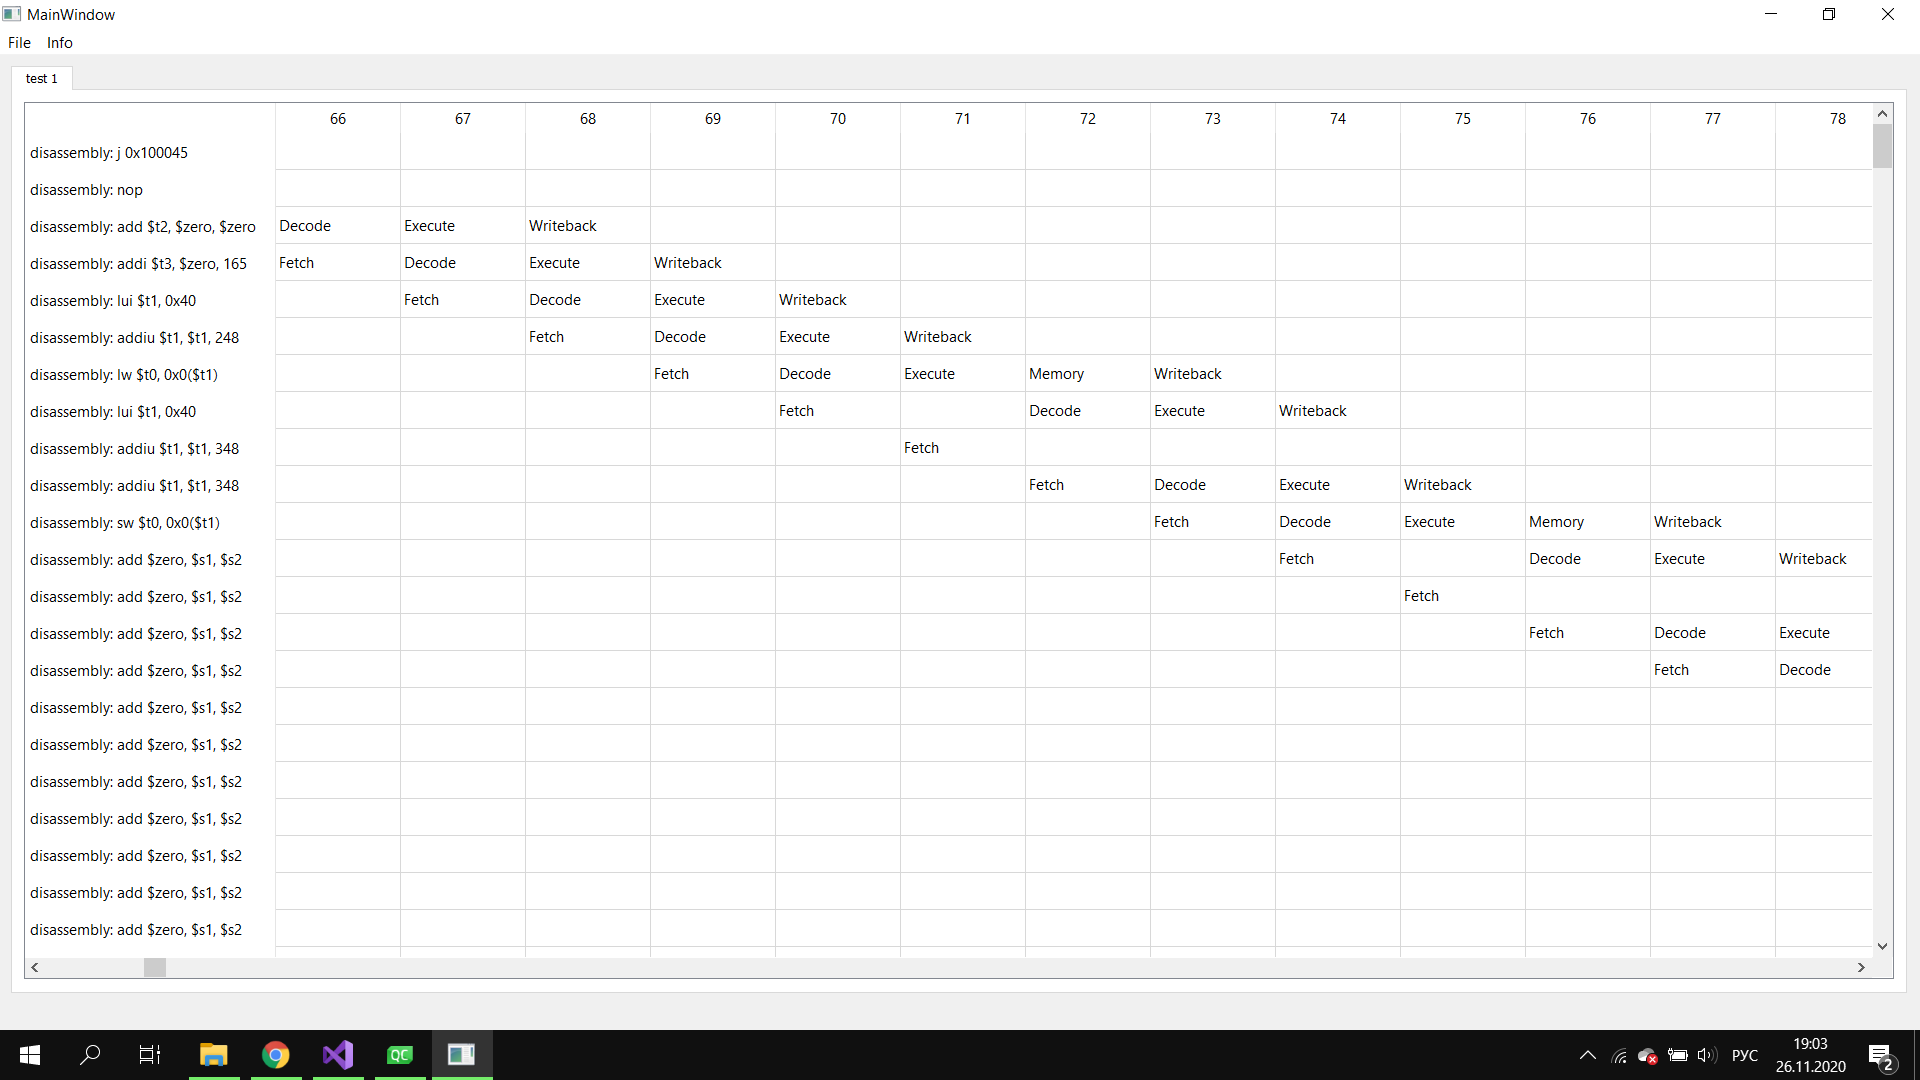 MainWindow
File Info
test 1
66 67 68 69 70 71 72 73 74 75 76 77 78
disassembly: j 0x100045
disassembly: nop
disassembly: add $t2, $zero, $zero Decode Execute Writeback
disassembly: addi $t3, $zero, 165 Fetch Decode Execute Writeback
disassembly: lui $t1, 0x40 Fetch Decode Execute Writeback
disassembly: addiu $t1, $t1, 248 Fetch Decode Execute Writeback
disassembly: lw $t0, 0x0($t1) Fetch Decode Execute Memory Writeback
disassembly: lui $t1, 0x40 Fetch Decode Execute Writeback
disassembly: addiu $t1, $t1, 348 Fetch
disassembly: addiu $t1, $t1, 348 Fetch Decode Execute Writeback
disassembly: sw $t0, 0x0($t1) Fetch Decode Execute Memory Writeback
disassembly: add $zero, $s1, $s2 Fetch Decode Execute Writeback
disassembly: add $zero, $s1, $s2 Fetch
disassembly: add $zero, $s1, $s2 Fetch Decode Execute
disassembly: add $zero, $s1, $s2 Fetch Decode
disassembly: add $zero, $s1, $s2
disassembly: add $zero, $s1, $s2
disassembly: add $zero, $s1, $s2
disassembly: add $zero, $s1, $s2
disassembly: add $zero, $s1, $s2
disassembly: add $zero, $s1, $s2
disassembly: add $zero, $s1, $s2
QC
РУС
19:03
26.11.2020
2